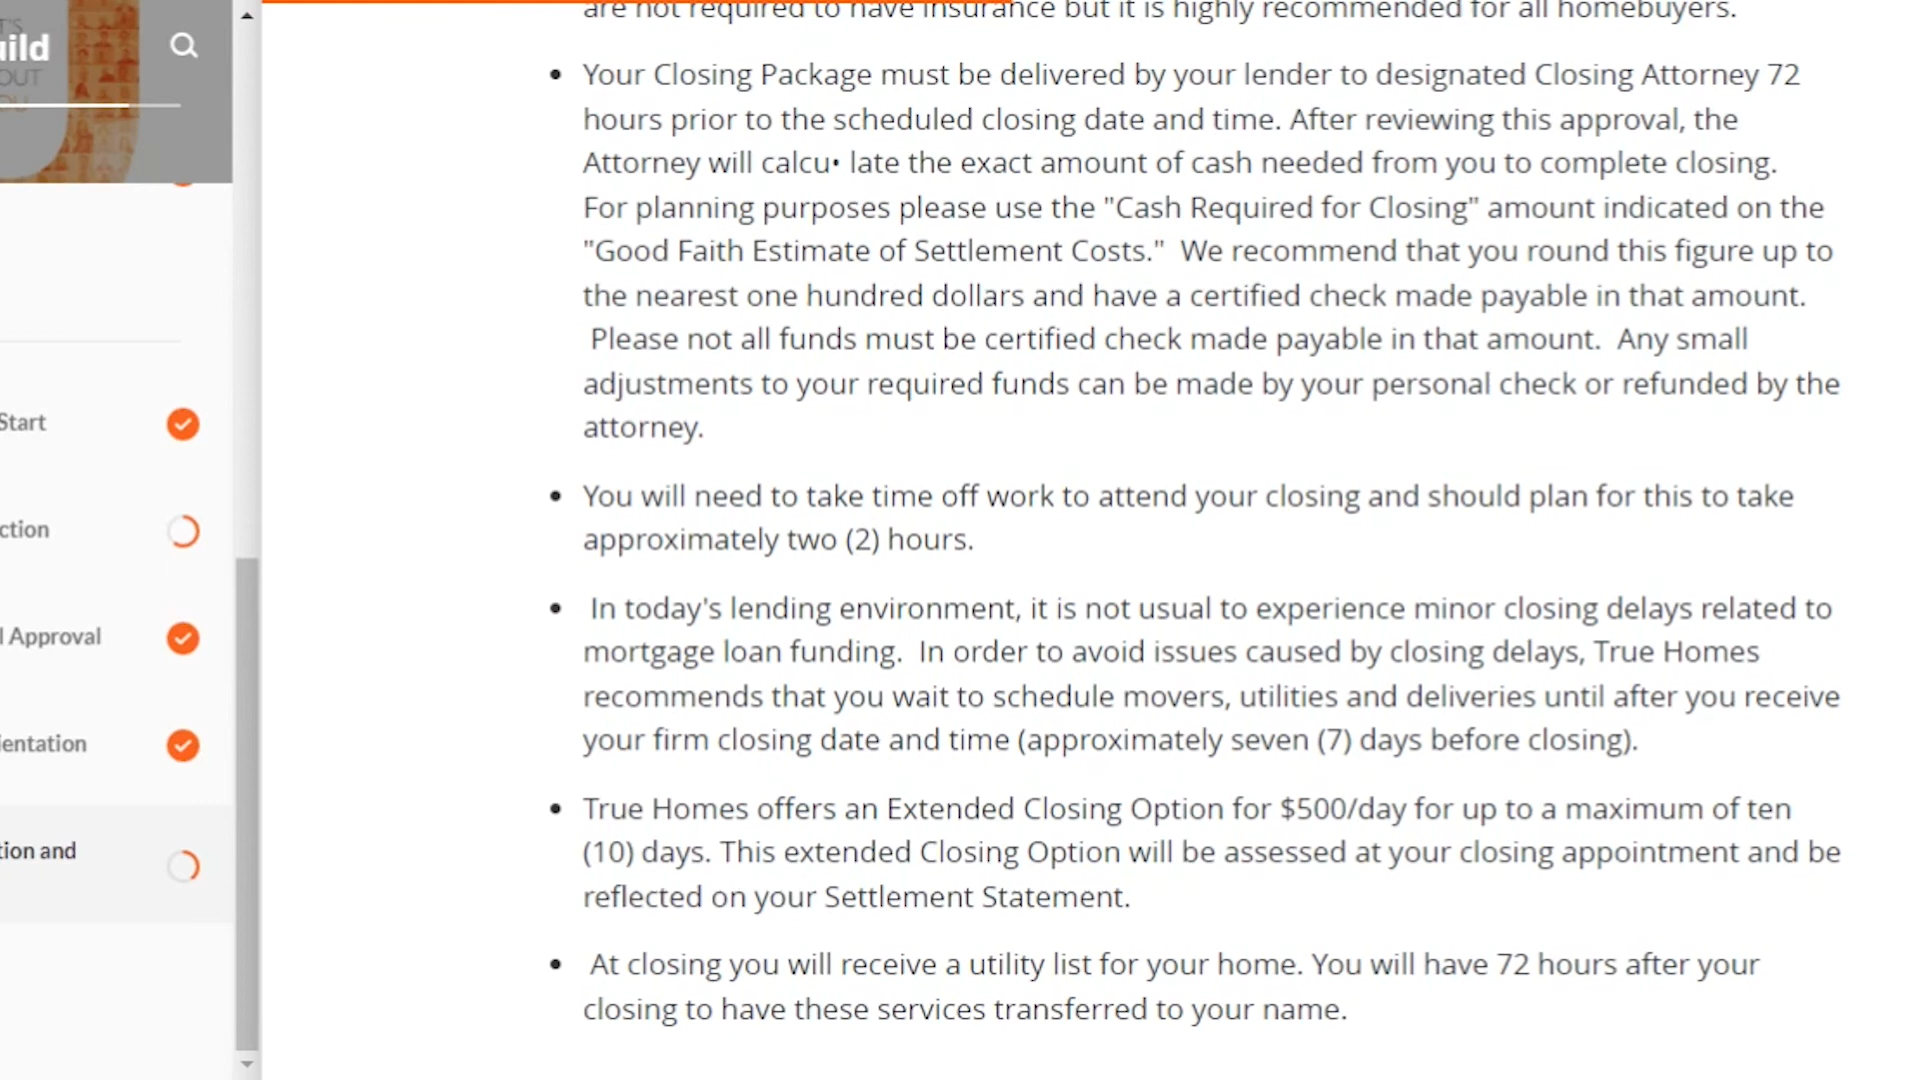 T'S
uild
OUT
OU
Start
ction
l Approval
ientation
tion and
are not required to have insurance but it is highly recommended for all homebuyers.
• Your Closing Package must be delivered by your lender to designated Closing Attorney 72
hours prior to the scheduled closing date and time. After reviewing this approval, the
Attorney will calcu• late the exact amount of cash needed from you to complete closing.
For planning purposes please use the "Cash Required for Closing" amount indicated on the
"Good Faith Estimate of Settlement Costs."  We recommend that you round this figure up to
the nearest one hundred dollars and have a certified check made payable in that amount.
Please not all funds must be certified check made payable in that amount.  Any small
adjustments to your required funds can be made by your personal check or refunded by the
attorney.
• You will need to take time off work to attend your closing and should plan for this to take
approximately two (2) hours.
• In today's lending environment, it is not usual to experience minor closing delays related to
mortgage loan funding.  In order to avoid issues caused by closing delays, True Homes
recommends that you wait to schedule movers, utilities and deliveries until after you receive
your firm closing date and time (approximately seven (7) days before closing).
• True Homes offers an Extended Closing Option for $500/day for up to a maximum of ten
(10) days. This extended Closing Option will be assessed at your closing appointment and be
reflected on your Settlement Statement.
• At closing you will receive a utility list for your home. You will have 72 hours after your
closing to have these services transferred to your name.